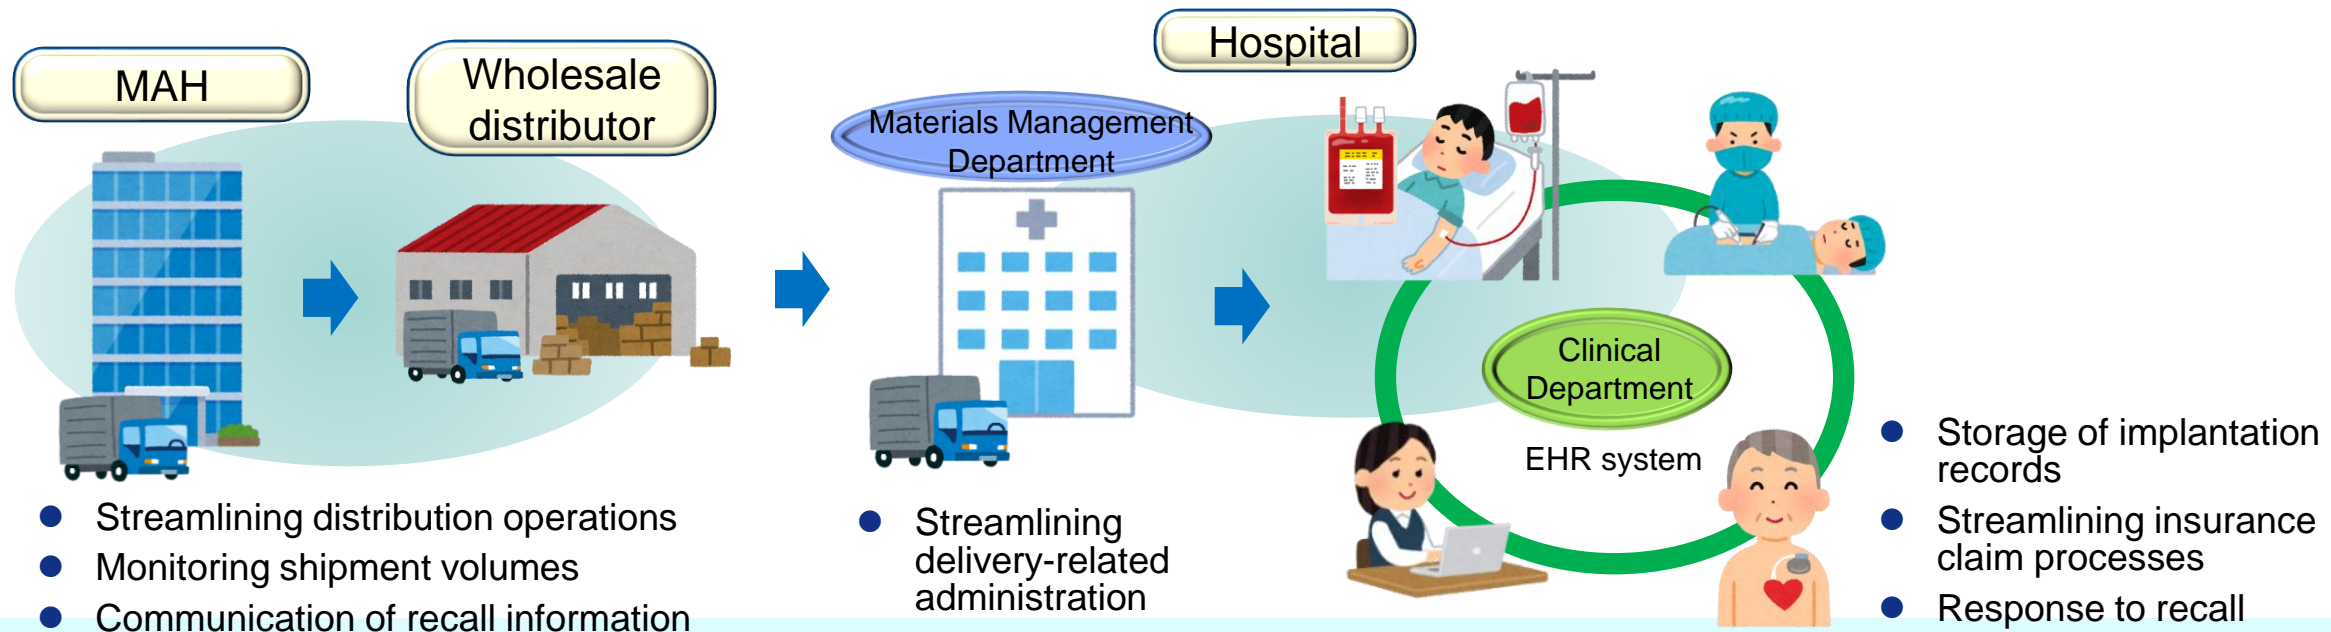 MAH
Wholesale
distributor
Hospital
Materials Management
Department
Clinical
Department
EHR system
● Streamlining distribution operations
● Monitoring shipment volumes
● Communication of recall information
● Streamlining
delivery-related
administration
● Storage of implantation
records
● Streamlining insurance
claim processes
● Response to recall